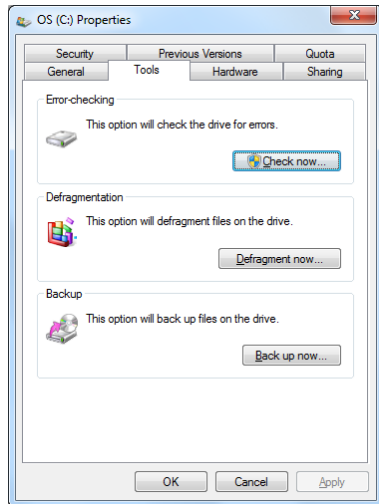 OS (C:) Properties
Security Previous Versions Quota
General Tools Hardware Sharing
Error-checking
This option will check the drive for errors.
Check now...
Defragmentation
This option will defragment files on the drive.
Defragment now...
Backup
This option will back up files on the drive.
Back up now...
OK Cancel Apply